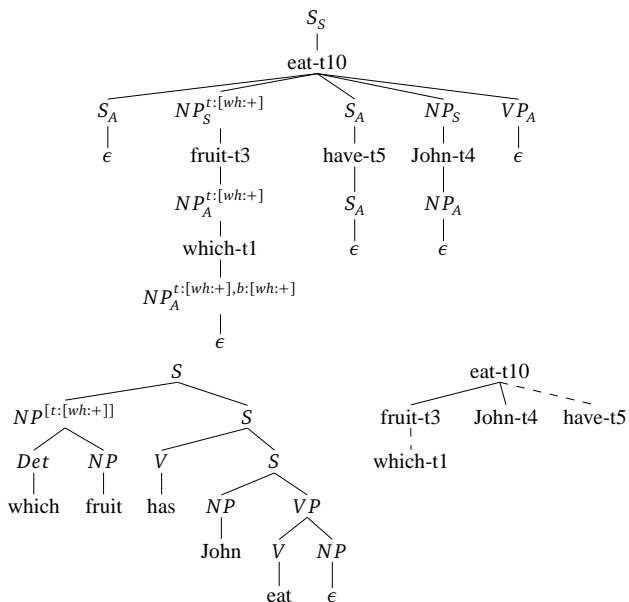 S_S
eat-t10
S_A NP_S^{t:[wh:+]} S_A NP_S VP_A
ϵ fruit-t3 have-t5 John-t4 ϵ
NP_A^{t:[wh:+]} S_A NP_A
which-t1 ϵ ϵ
NP_A^{t:[wh:+],b:[wh:+]}
ϵ
S
NP^{[t:[wh:+]]} S
Det NP V S
which fruit has NP VP
John V NP
eat ϵ
eat-t10
fruit-t3 John-t4 have-t5
which-t1